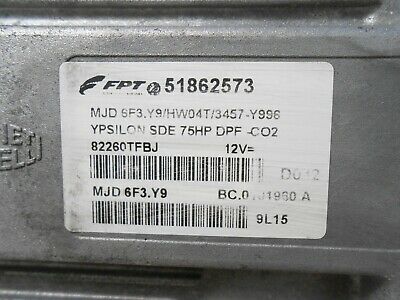 FPT 51862573
MJD 6F3.Y9/HW04T/3457-Y996
YPSILON SDE 75HP DPF -CO2
82260TFBJ 12V=
MJD 6F3.Y9
9L15